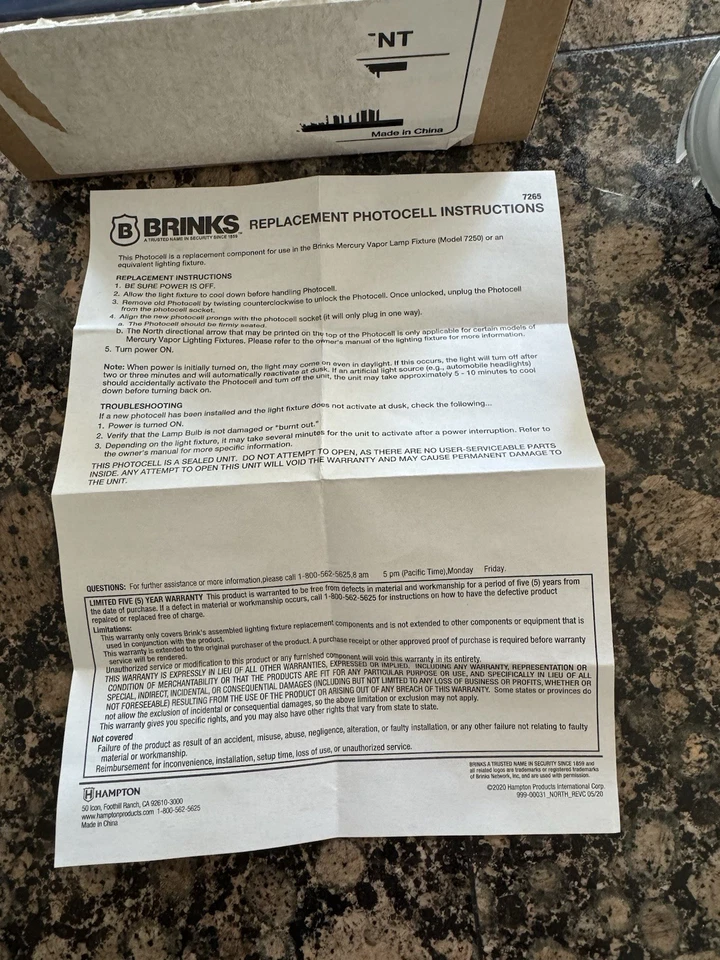 NT
Made in China
7265
B BRINKS
A TRUSTED NAME IN SECURITY SINCE 1859
REPLACEMENT PHOTOCELL INSTRUCTIONS
This Photocell is a replacement component for use in the Brinks Mercury Vapor Lamp Fixture (Model 7250) or an
equivalent lighting fixture.
REPLACEMENT INSTRUCTIONS
1. BE SURE POWER IS OFF.
2. Allow the light fixture to cool down before handling Photocell.
3. Remove old Photocell by twisting counterclockwise to unlock the Photocell. Once unlocked, unplug the Photocell
from the photocell socket.
4. Align the new photocell prongs with the photocell socket (it will only plug in one way).
a. The Photocell should be firmly seated.
b. The North directional arrow that may be printed on the top of the Photocell is only applicable for certain models of
Mercury Vapor Lighting Fixtures. Please refer to the owner's manual of the lighting fixture for more information.
5. Turn power ON.
Note: When power is initially turned on, the light may come on even in daylight. If this occurs, the light will turn off after
two or three minutes and will automatically reactivate at dusk. If an artificial light source (e.g., automobile headlights)
should accidentally activate the Photocell and turn off the unit, the unit may take approximately 5 - 10 minutes to cool
down before turning back on.
TROUBLESHOOTING
If a new photocell has been installed and the light fixture does not activate at dusk, check the following...
1. Power is turned ON.
2. Verify that the Lamp Bulb is not damaged or "burnt out."
3. Depending on the light fixture, it may take several minutes for the unit to activate after a power interruption. Refer to
the owner's manual for more specific information.
THIS PHOTOCELL IS A SEALED UNIT. DO NOT ATTEMPT TO OPEN, AS THERE ARE NO USER-SERVICEABLE PARTS
INSIDE. ANY ATTEMPT TO OPEN THIS UNIT WILL VOID THE WARRANTY AND MAY CAUSE PERMANENT DAMAGE TO
THE UNIT.
QUESTIONS: For further assistance or more information,please call 1-800-562-5625,8 am 5 pm (Pacific Time),Monday Friday.
LIMITED FIVE (5) YEAR WARRANTY This product is warranted to be free from defects in material and workmanship for a period of five (5) years from
the date of purchase. If a defect in material or workmanship occurs, call 1-800-562-5625 for instructions on how to have the defective product
repaired or replaced free of charge.
Limitations:
This warranty only covers Brink's assembled lighting fixture replacement components and is not extended to other components or equipment that is
used in conjunction with the product.
This warranty is extended to the original purchaser of the product. A purchase receipt or other approved proof of purchase is required before warranty
service will be rendered.
Unauthorized service or modification to this product or any furnished component will void this warranty in its entirety.
THIS WARRANTY IS EXPRESSLY IN LIEU OF ALL OTHER WARRANTIES, EXPRESSED OR IMPLIED, INCLUDING ANY WARRANTY, REPRESENTATION OR
CONDITION OF MERCHANTABILITY OR THAT THE PRODUCTS ARE FIT FOR ANY PARTICULAR PURPOSE OR USE, AND SPECIFICALLY IN LIEU OF ALL
SPECIAL, INDIRECT, INCIDENTAL, OR CONSEQUENTIAL DAMAGES (INCLUDING BUT NOT LIMITED TO ANY LOSS OF BUSINESS OR PROFITS, WHETHER OR
NOT FORESEEABLE) RESULTING FROM THE USE OF THE PRODUCT OR ARISING OUT OF ANY BREACH OF THIS WARRANTY. Some states or provinces do
not allow the exclusion of incidental or consequential damages, so the above limitation or exclusion may not apply.
This warranty gives you specific rights, and you may also have other rights that vary from state to state.
Not covered
Failure of the product as result of an accident, misuse, abuse, negligence, alteration, or faulty installation, or any other failure not relating to faulty
material or workmanship.
Reimbursement for inconvenience, installation, setup time, loss of use, or unauthorized service.
BRINKS A TRUSTED NAME IN SECURITY SINCE 1859 and
all related logos are trademarks or registered trademarks
of Brinks Network, Inc, and are used with permission.
HAMPTON
50 Icon, Foothill Ranch, CA 92610-3000
www.hamptonproducts.com 1-800-562-5625
Made in China
©2020 Hampton Products International Corp.
999-00031_NORTH_REVC 05/20